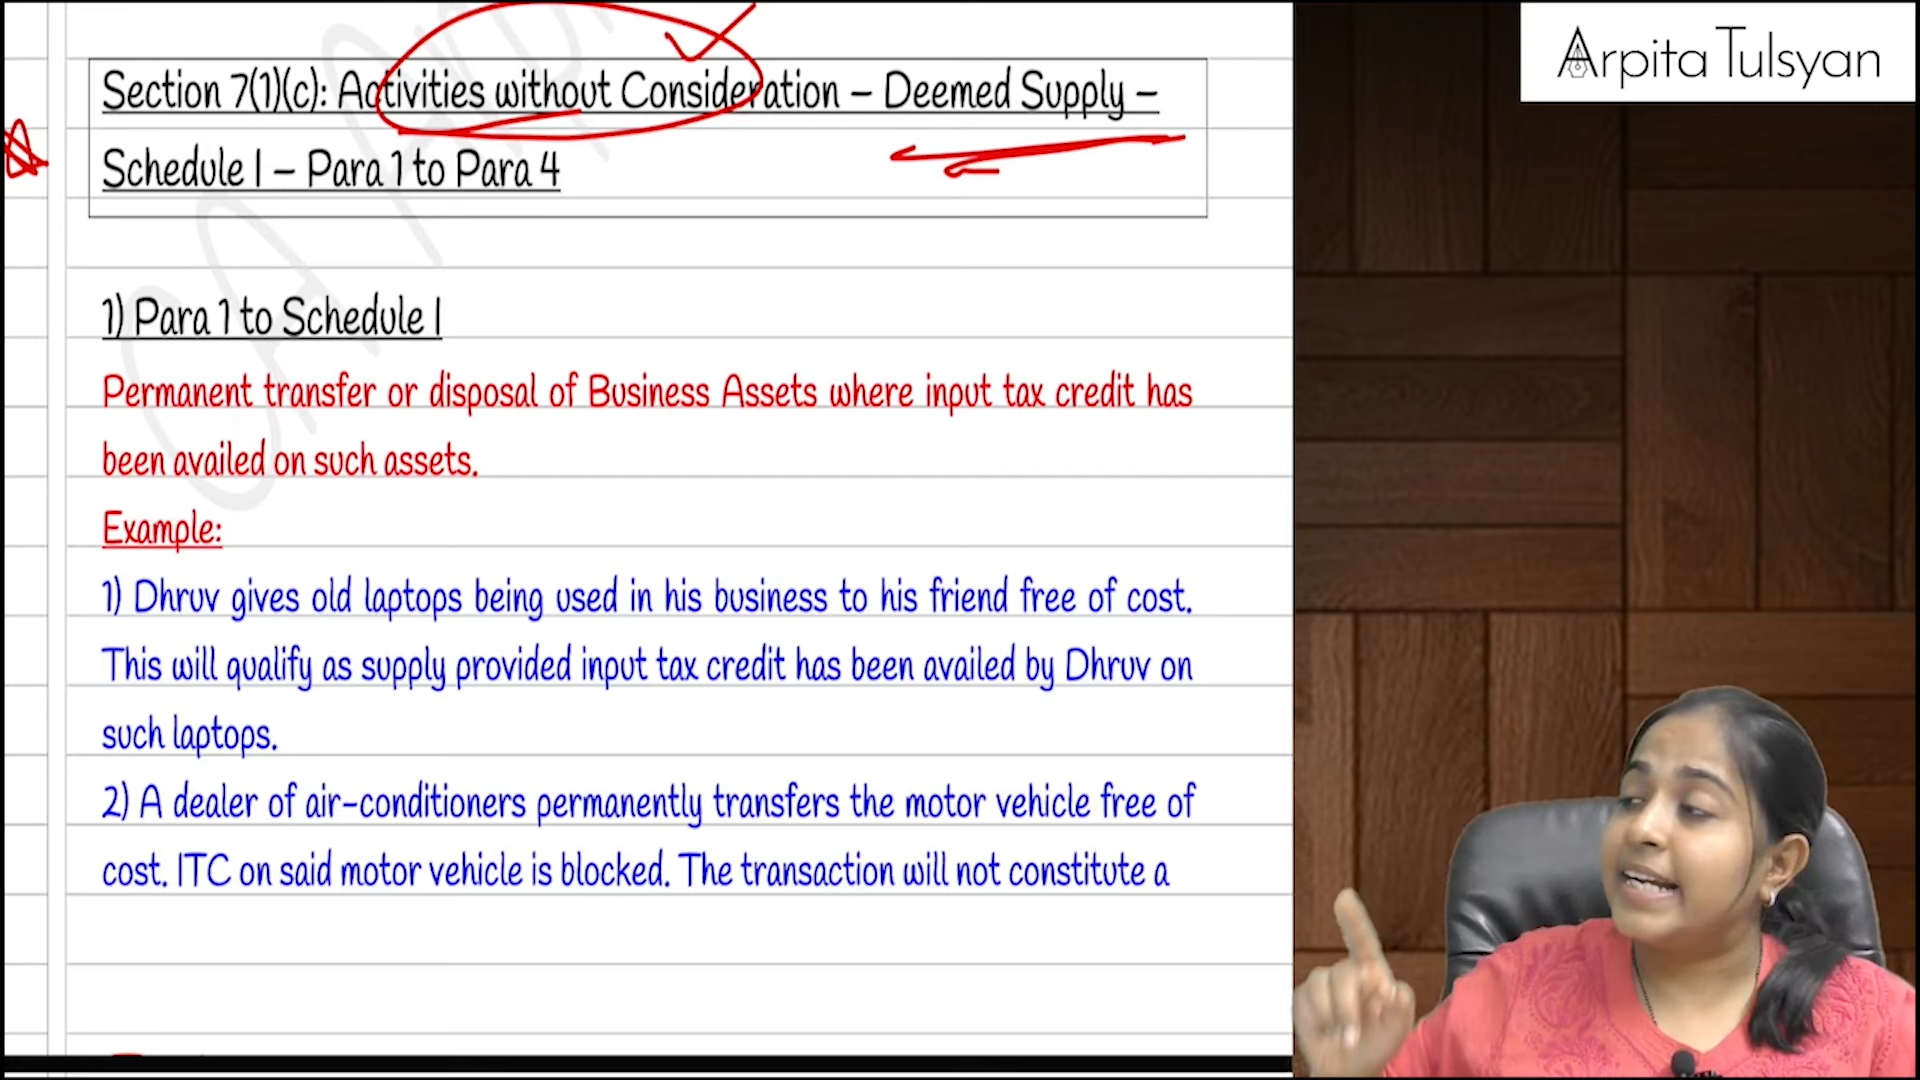 Arpita Tulsyan
Section 7(1)(c): Activities without Consideration – Deemed Supply –
Schedule I – Para 1 to Para 4
1) Para 1 to Schedule I
Permanent transfer or disposal of Business Assets where input tax credit has
been availed on such assets.
Example:
1) Dhruv gives old laptops being used in his business to his friend free of cost.
This will qualify as supply provided input tax credit has been availed by Dhruv on
such laptops.
2) A dealer of air-conditioners permanently transfers the motor vehicle free of
cost. ITC on said motor vehicle is blocked. The transaction will not constitute a